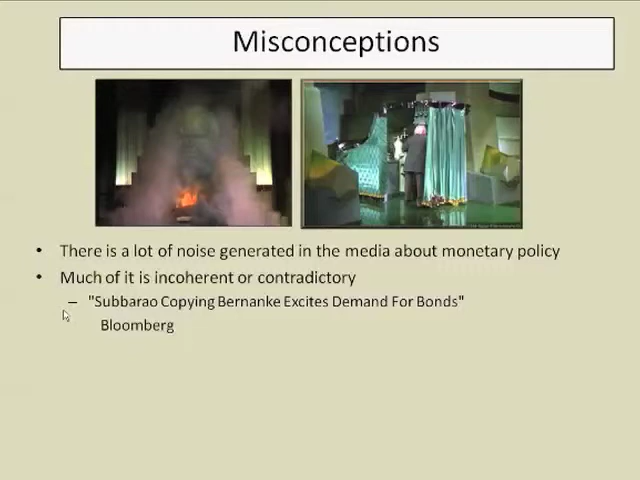 Misconceptions
• There is a lot of noise generated in the media about monetary policy
• Much of it is incoherent or contradictory
– "Subbarao Copying Bernanke Excites Demand For Bonds"
Bloomberg